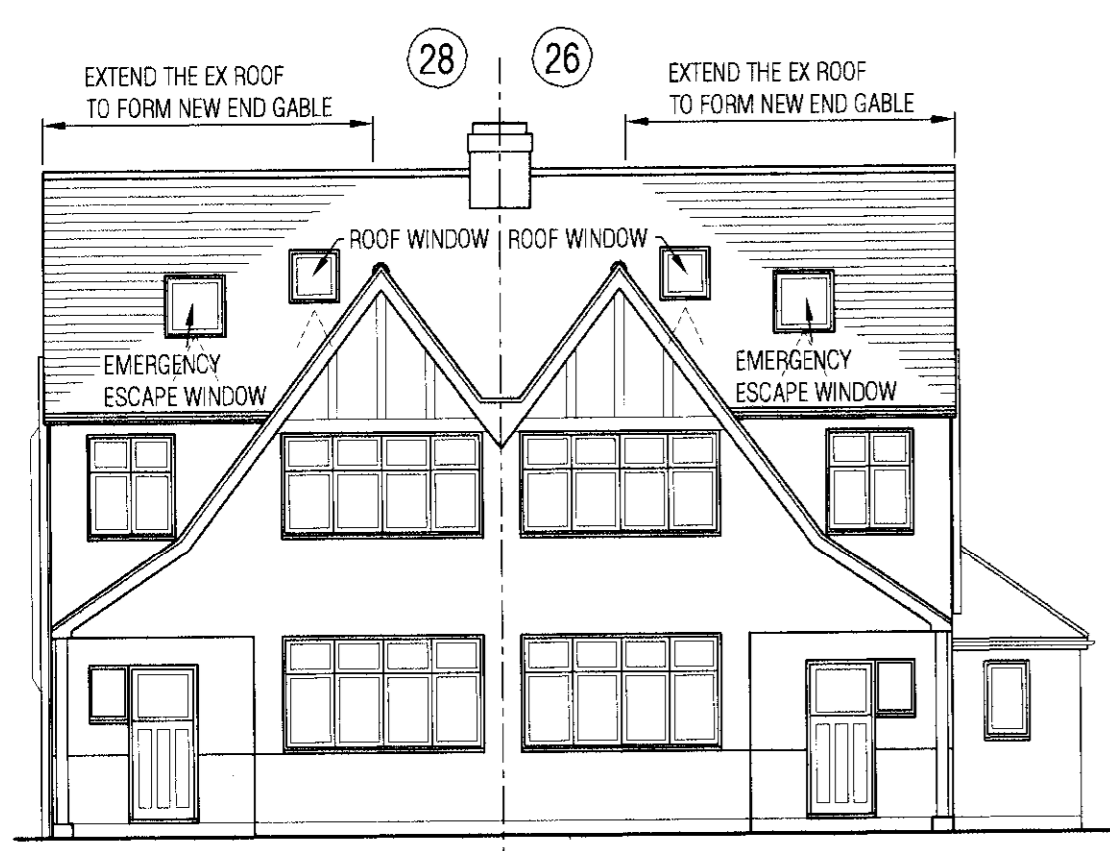 28
26
EXTEND THE EX ROOF
TO FORM NEW END GABLE
EXTEND THE EX ROOF
TO FORM NEW END GABLE
ROOF WINDOW
ROOF WINDOW
EMERGENCY
ESCAPE WINDOW
EMERGENCY
ESCAPE WINDOW